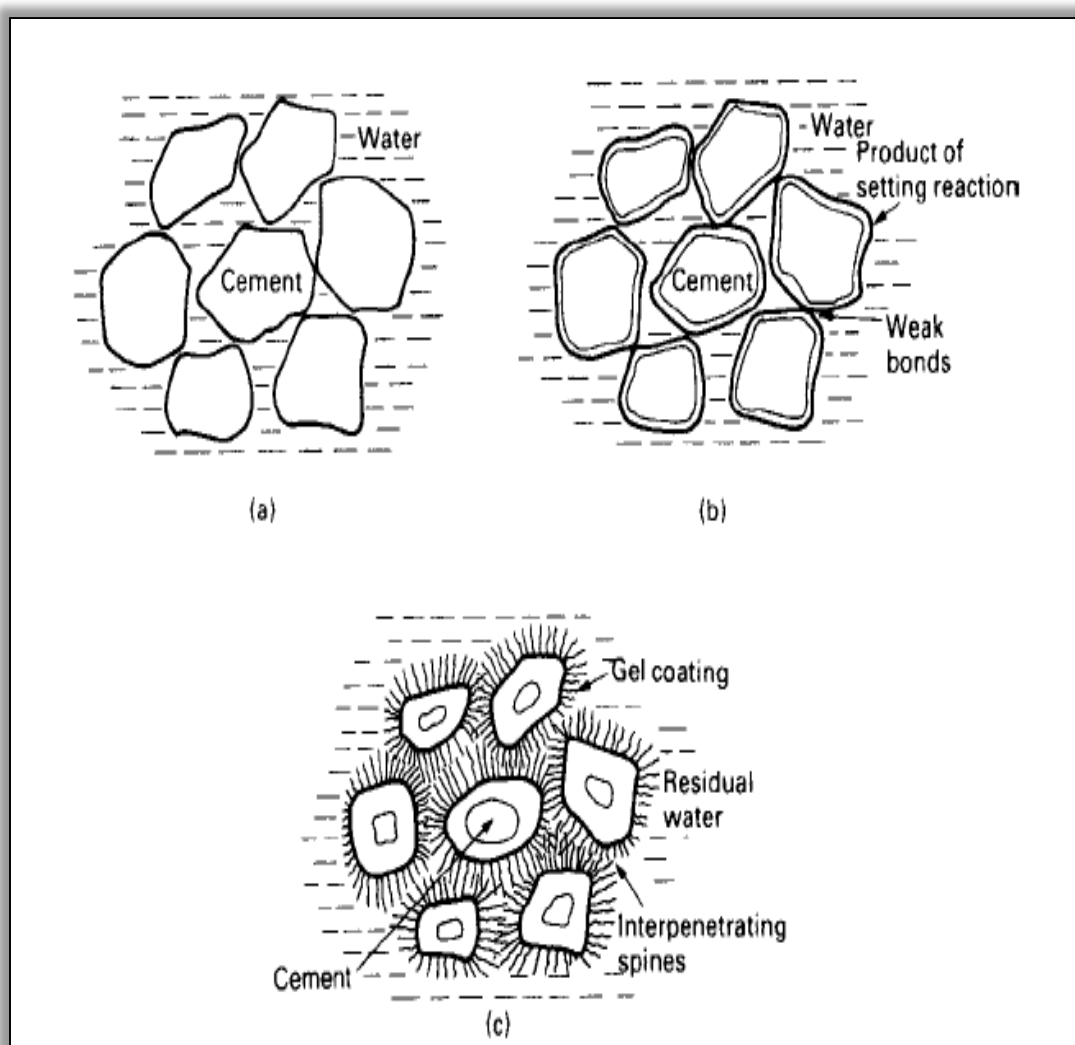 Water
Cement
(a)
Water
Product of
setting reaction
Cement
Weak
bonds
(b)
Gel coating
Residual
water
Interpenetrating
spines
Cement
(c)